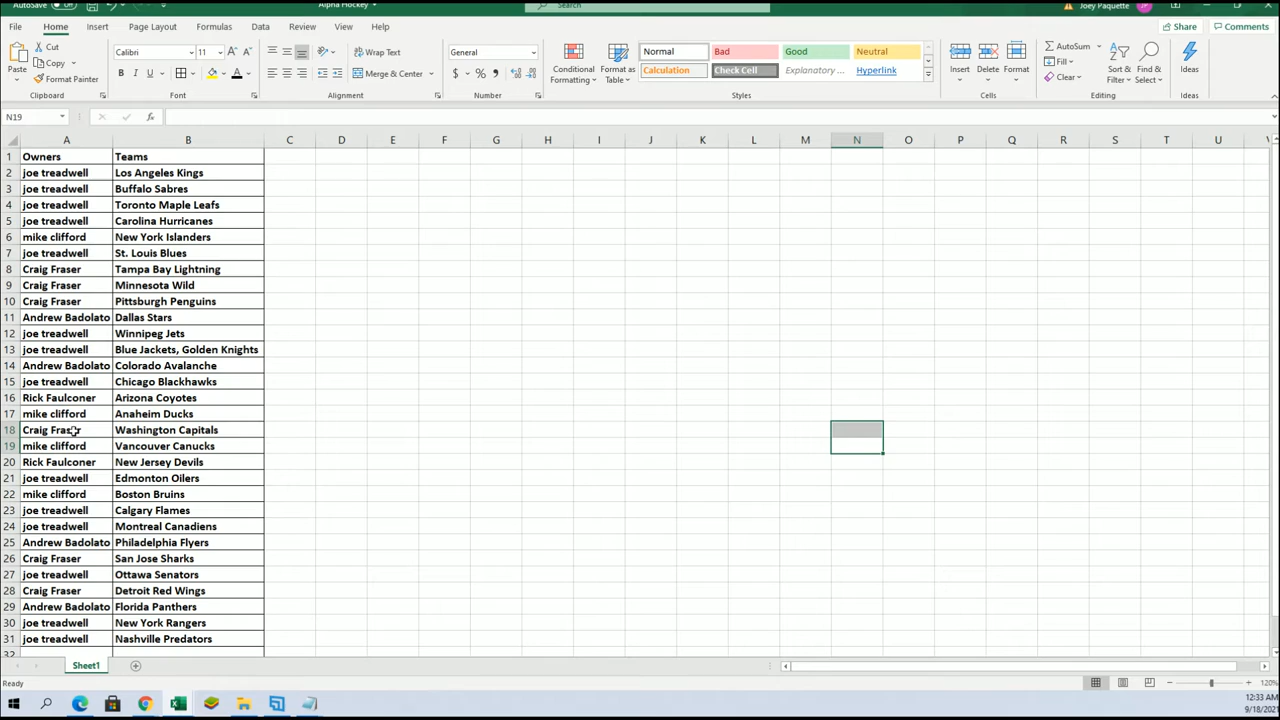 AutoSave Off Alpha Hockey Search Joey Paquette JP
File Home Insert Page Layout Formulas Data Review View Help Share Comments
Paste Cut Copy Format Painter Clipboard
Calibri 11 A A B I U A Font
Wrap Text Merge & Center Alignment
General $ % Number
Conditional Formatting Format as Table
Normal Bad Good Neutral
Calculation Check Cell Explanatory ... Hyperlink
Styles
Insert Delete Format Cells
AutoSum Fill Clear Sort & Filter Find & Select Editing
Ideas Ideas
N19 fx
A B C D E F G H I J K L M N O P Q R S T U V
1 Owners Teams
2 joe treadwell Los Angeles Kings
3 joe treadwell Buffalo Sabres
4 joe treadwell Toronto Maple Leafs
5 joe treadwell Carolina Hurricanes
6 mike clifford New York Islanders
7 joe treadwell St. Louis Blues
8 Craig Fraser Tampa Bay Lightning
9 Craig Fraser Minnesota Wild
10 Craig Fraser Pittsburgh Penguins
11 Andrew Badolato Dallas Stars
12 joe treadwell Winnipeg Jets
13 joe treadwell Blue Jackets, Golden Knights
14 Andrew Badolato Colorado Avalanche
15 joe treadwell Chicago Blackhawks
16 Rick Faulconer Arizona Coyotes
17 mike clifford Anaheim Ducks
18 Craig Fraser Washington Capitals
19 mike clifford Vancouver Canucks
20 Rick Faulconer New Jersey Devils
21 joe treadwell Edmonton Oilers
22 mike clifford Boston Bruins
23 joe treadwell Calgary Flames
24 joe treadwell Montreal Canadiens
25 Andrew Badolato Philadelphia Flyers
26 Craig Fraser San Jose Sharks
27 joe treadwell Ottawa Senators
28 Craig Fraser Detroit Red Wings
29 Andrew Badolato Florida Panthers
30 joe treadwell New York Rangers
31 joe treadwell Nashville Predators
32
Sheet1
Ready 120%
12:33 AM
9/18/2021